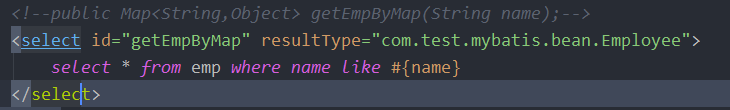 <!--public Map<String,Object> getEmpByMap(String name);-->
<select id="getEmpByMap" resultType="com.test.mybatis.bean.Employee">
select * from emp where name like #{name}
</select>